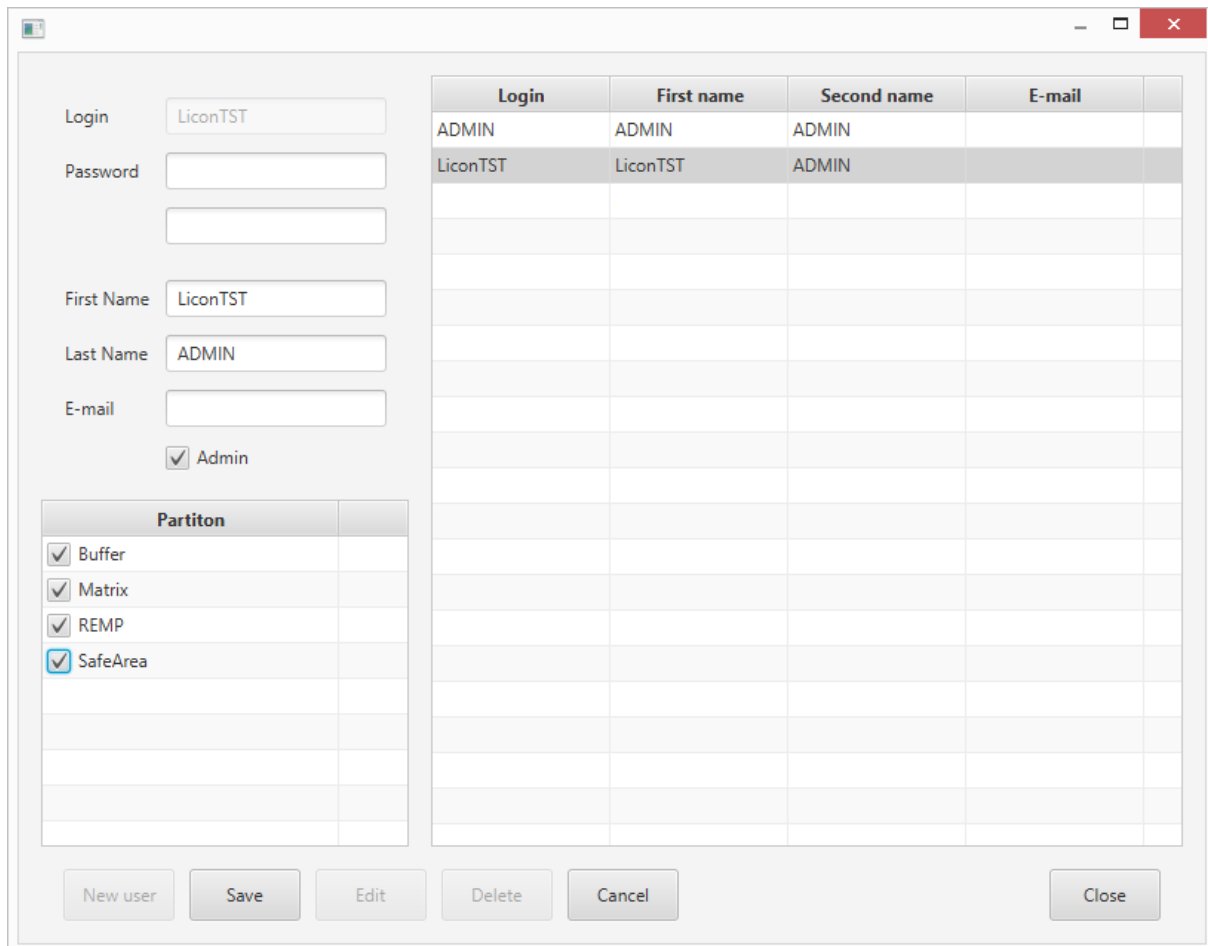 Login LiconTST
Password
First Name LiconTST
Last Name ADMIN
E-mail
Admin
Partiton
Buffer
Matrix
REMP
SafeArea
Login First name Second name E-mail
ADMIN ADMIN ADMIN
LiconTST LiconTST ADMIN
New user Save Edit Delete Cancel Close